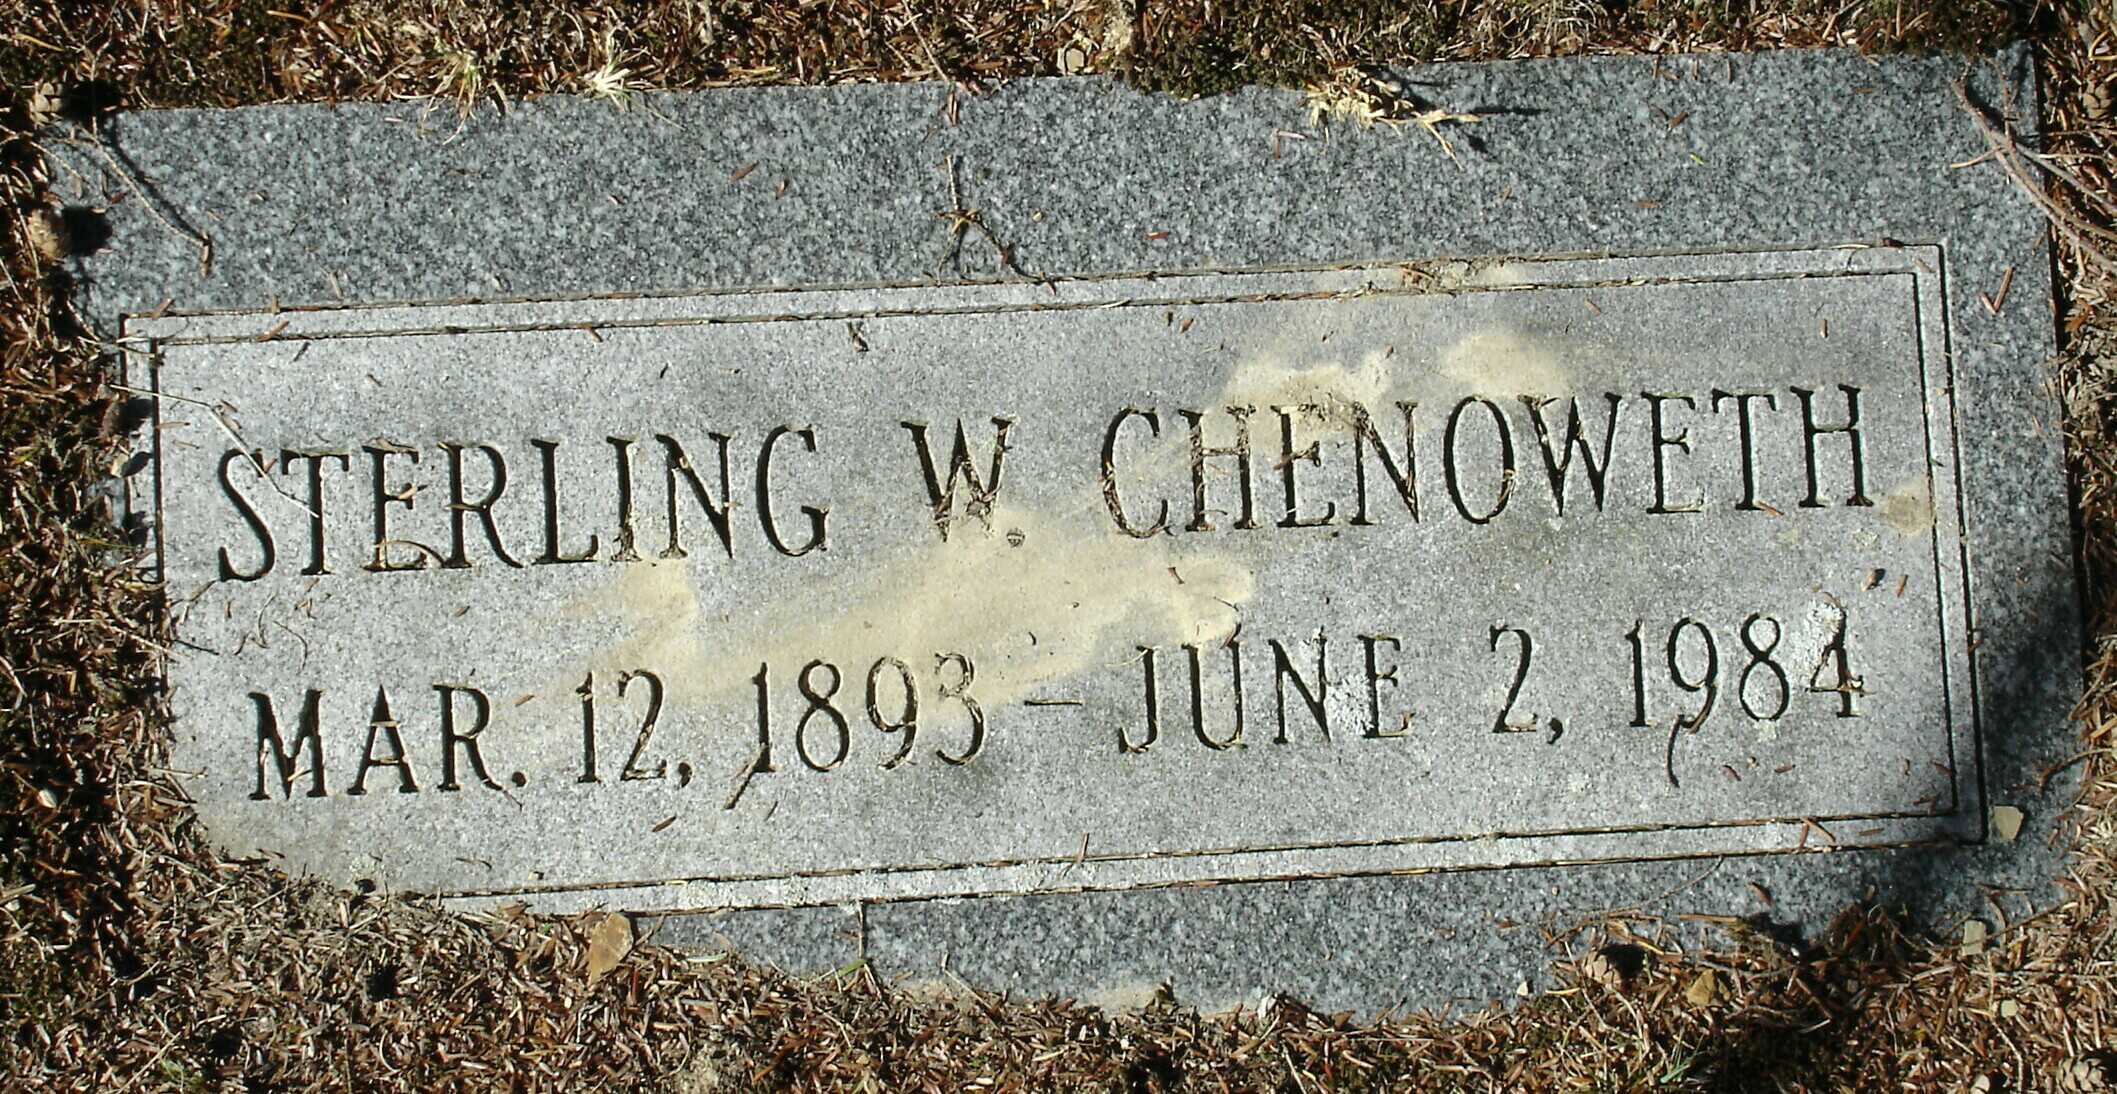 STERLING W. CHENOWETH
MAR. 12, 1893 – JUNE 2, 1984